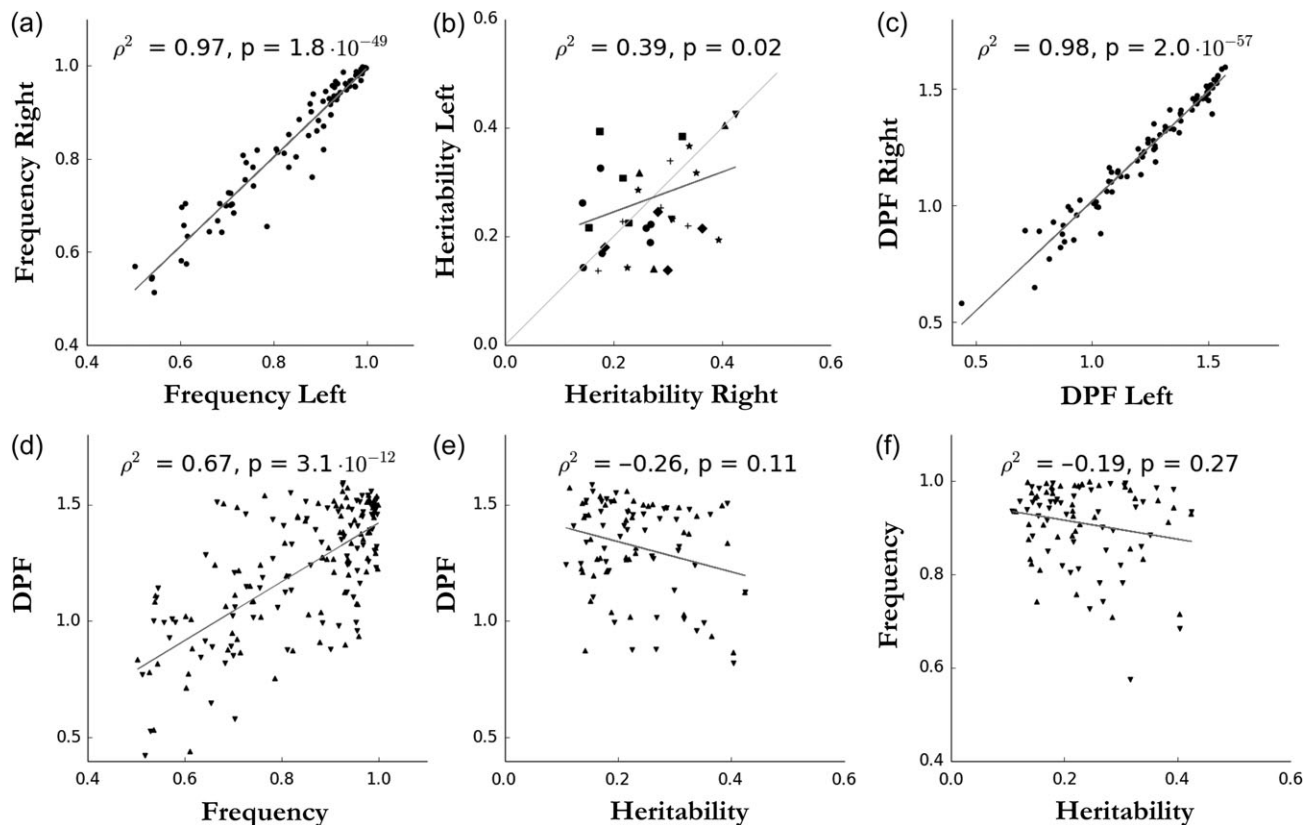 (a)
ρ² = 0.97, p = 1.8 ·10⁻⁴⁹
Frequency Right
1.0
0.8
0.6
0.4
0.4 0.6 0.8 1.0
Frequency Left
(b)
ρ² = 0.39, p = 0.02
Heritability Left
0.6
0.4
0.2
0.0
0.0 0.2 0.4 0.6
Heritability Right
(c)
ρ² = 0.98, p = 2.0 ·10⁻⁵⁷
DPF Right
1.5
1.0
0.5
0.5 1.0 1.5
DPF Left
(d)
ρ² = 0.67, p = 3.1 ·10⁻¹²
DPF
1.5
1.0
0.5
0.4 0.6 0.8 1.0
Frequency
(e)
ρ² = –0.26, p = 0.11
DPF
1.5
1.0
0.5
0.0 0.2 0.4 0.6
Heritability
(f)
ρ² = –0.19, p = 0.27
Frequency
1.0
0.8
0.6
0.4
0.0 0.2 0.4 0.6
Heritability